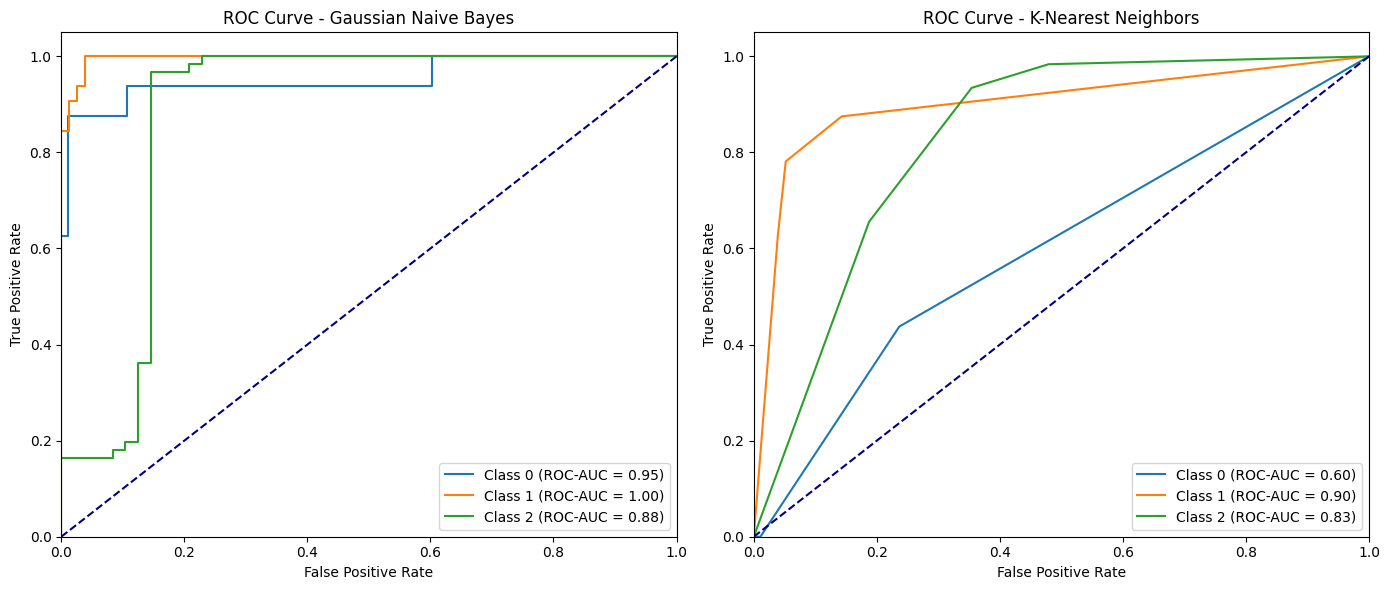 ROC Curve - Gaussian Naive Bayes
True Positive Rate
1.0
0.8
0.6
0.4
0.2
0.0
0.0 0.2 0.4 0.6 0.8 1.0
False Positive Rate
Class 0 (ROC-AUC = 0.95)
Class 1 (ROC-AUC = 1.00)
Class 2 (ROC-AUC = 0.88)
ROC Curve - K-Nearest Neighbors
True Positive Rate
1.0
0.8
0.6
0.4
0.2
0.0
0.0 0.2 0.4 0.6 0.8 1.0
False Positive Rate
Class 0 (ROC-AUC = 0.60)
Class 1 (ROC-AUC = 0.90)
Class 2 (ROC-AUC = 0.83)